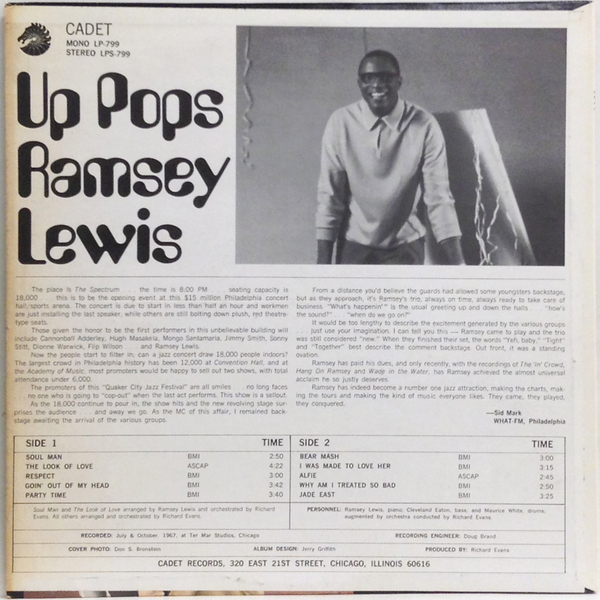 CADET
MONO LP-799
STEREO LPS-799
Up Pops
Ramsey
Lewis
The place is The Spectrum the time is 8:00 PM seating capacity is
18,000 this is to be the opening event at this $15 million Philadelphia concert
hall/sports arena. The concert is due to start in less than half an hour and workmen
are just installing the last speaker, while others are still bolting down plush, red theatre-
type seats.
Those given the honor to be the first performers in this unbelievable building will
include Cannonball Adderley, Hugh Masakela, Mongo Santamaria, Jimmy Smith, Sonny
Stitt, Dionne Warwick, Flip Wilson and Ramsey Lewis.
Now the people start to filter in, can a jazz concert draw 18,000 people indoors?
The largest crowd in Philadelphia history has been 12,000 at Convention Hall, and at
the Academy of Music, most promoters would be happy to sell out two shows, with total
attendance under 6,000.
The promoters of this "Quaker City Jazz Festival" are all smiles no long faces
no one is going to "cop-out" when the last act performs. This show is a sellout.
As the 18,000 continue to pour in, the show hits and the new revolving stage sur-
prises the audience and away we go. As the MC of this affair, I remained back-
stage awaiting the arrival of the various groups.
From a distance you'd believe the guards had allowed some youngsters backstage,
but as they approach, it's Ramsey's trio, always on time, always ready to take care of
business. "What's happenin'" is the usual greeting up and down the halls "how's
the sound?" "when do we go on?"
It would be too lengthy to describe the excitement generated by the various groups
just use your imagination. I can tell you this — Ramsey came to play and the trio
was still considered "new." When they finished their set, the words "Yeh, baby," "Tight"
and "Together" best describe the comment backstage. Out front, it was a standing
ovation.
Ramsey has paid his dues, and only recently, with the recordings of The 'In' Crowd,
Hang On Ramsey and Wade in the Water, has Ramsey achieved the almost universal
acclaim he so justly deserves.
Ramsey has indeed become a number one jazz attraction, making the charts, mak-
ing the tours and making the kind of music everyone likes. They came, they played,
they conquered.
—Sid Mark
WHAT-FM, Philadelphia
SIDE 1 TIME
SOUL MAN BMI 2:50
THE LOOK OF LOVE ASCAP 4:22
RESPECT BMI 3:00
GOIN' OUT OF MY HEAD BMI 3:42
PARTY TIME BMI 3:40
Soul Man and The Look of Love arranged by Ramsey Lewis and orchestrated by Richard
Evans. All others arranged and orchestrated by Richard Evans.
SIDE 2 TIME
BEAR MASH BMI 3:00
I WAS MADE TO LOVE HER BMI 3:15
ALFIE ASCAP 2:45
WHY AM I TREATED SO BAD BMI 2:50
JADE EAST BMI 3:25
PERSONNEL: Ramsey Lewis, piano; Cleveland Eaton, bass, and Maurice White, drums,
augmented by orchestra conducted by Richard Evans
RECORDED: July & October, 1967, at Ter Mar Studios, Chicago RECORDING ENGINEER: Doug Brand
COVER PHOTO: Don S. Bronstein ALBUM DESIGN: Jerry Griffith PRODUCED BY: Richard Evans
CADET RECORDS, 320 EAST 21ST STREET, CHICAGO, ILLINOIS 60616